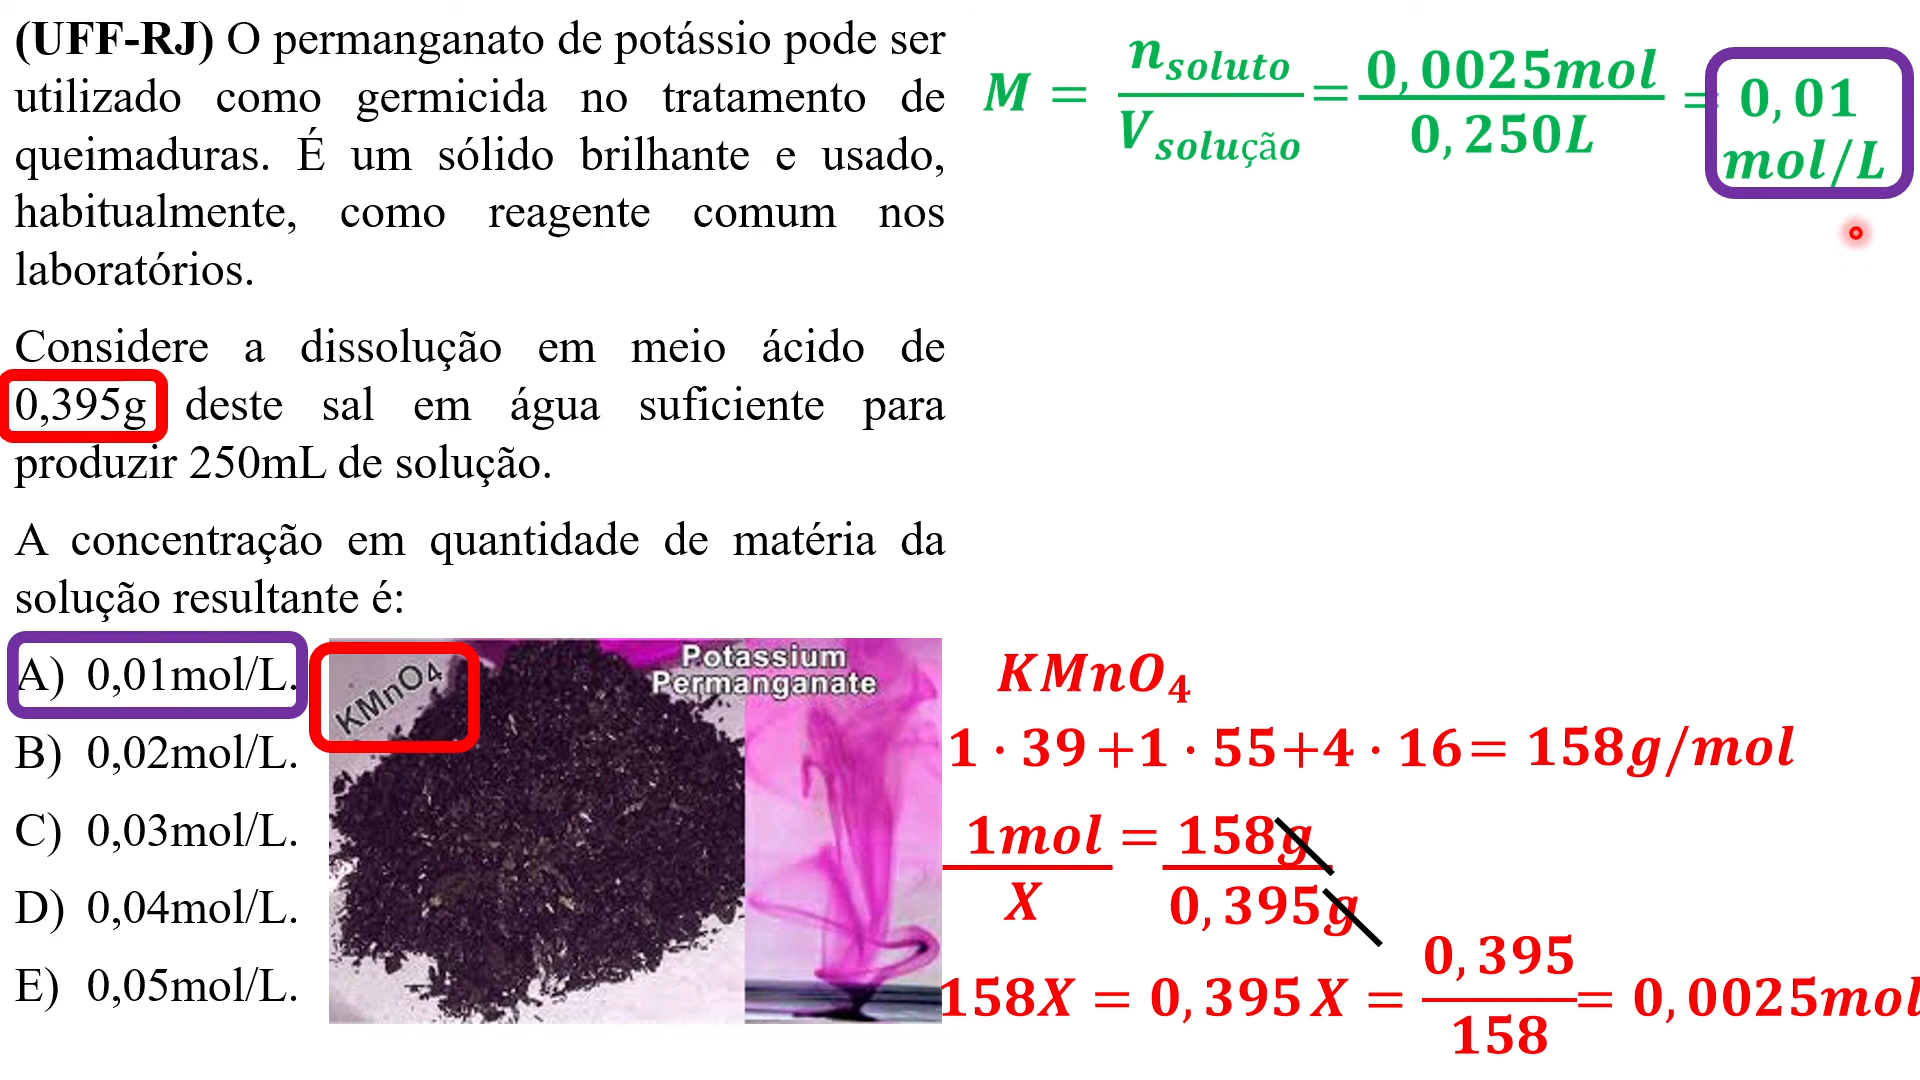 (UFF-RJ) O permanganato de potássio pode ser
utilizado como germicida no tratamento de
queimaduras. É um sólido brilhante e usado,
habitualmente, como reagente comum nos
laboratórios.
Considere a dissolução em meio ácido de
0,395g deste sal em água suficiente para
produzir 250mL de solução.
A concentração em quantidade de matéria da
solução resultante é:
A) 0,01mol/L.
B) 0,02mol/L.
C) 0,03mol/L.
D) 0,04mol/L.
E) 0,05mol/L.
KMnO4
Potassium
Permanganate
M = n_soluto / V_solução = 0,0025mol / 0,250L = 0,01
mol/L
KMnO₄
1 · 39 +1 · 55+4 · 16= 158g/mol
1mol = 158g
X 0,395g
158X = 0,395 X = 0,395 / 158 = 0,0025mol